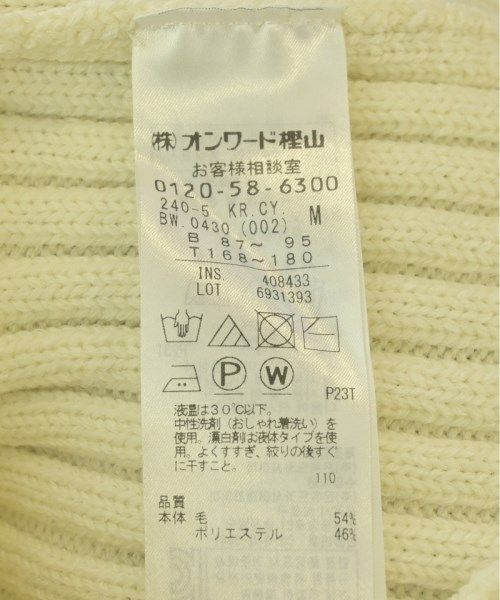 (株)オンワード樫山
お客様相談室
0120-58-6300
240-5 KR.CY. M
BW.0430 (002)
B 87～ 95
T 168～180
INS. 408433
LOT 6931393
P W
P23T
液温は30℃以下。
中性洗剤（おしゃれ着洗い）を
使用。漂白剤は液体タイプを使
用。よくすすぎ、絞りの後すぐ
に干すこと。
110
品質
本体 毛 54%
ポリエステル 46%